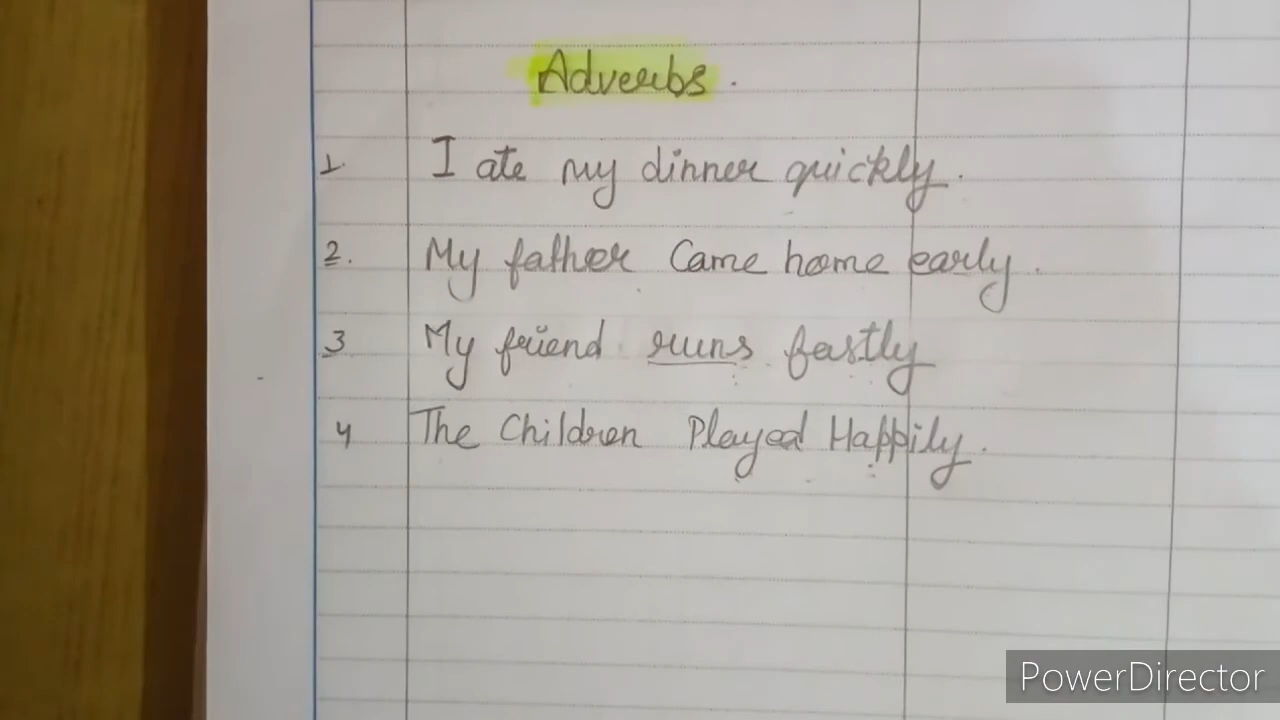 Adverbs.
1. I ate my dinner quickly.
2. My father Came home early.
3 My friend runs fastly
4 The Children Played Happily.
PowerDirector